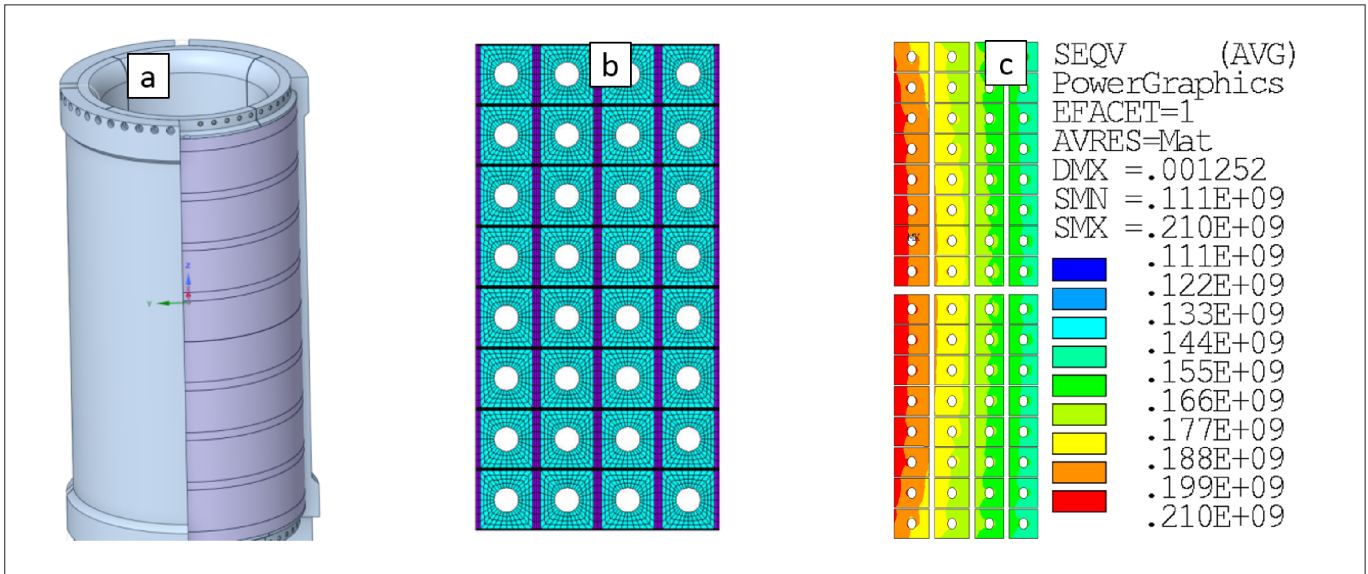 a
Z
Y
b
c
MX
SEQV (AVG)
PowerGraphics
EFACET=1
AVRES=Mat
DMX =.001252
SMN =.111E+09
SMX =.210E+09
.111E+09
.122E+09
.133E+09
.144E+09
.155E+09
.166E+09
.177E+09
.188E+09
.199E+09
.210E+09